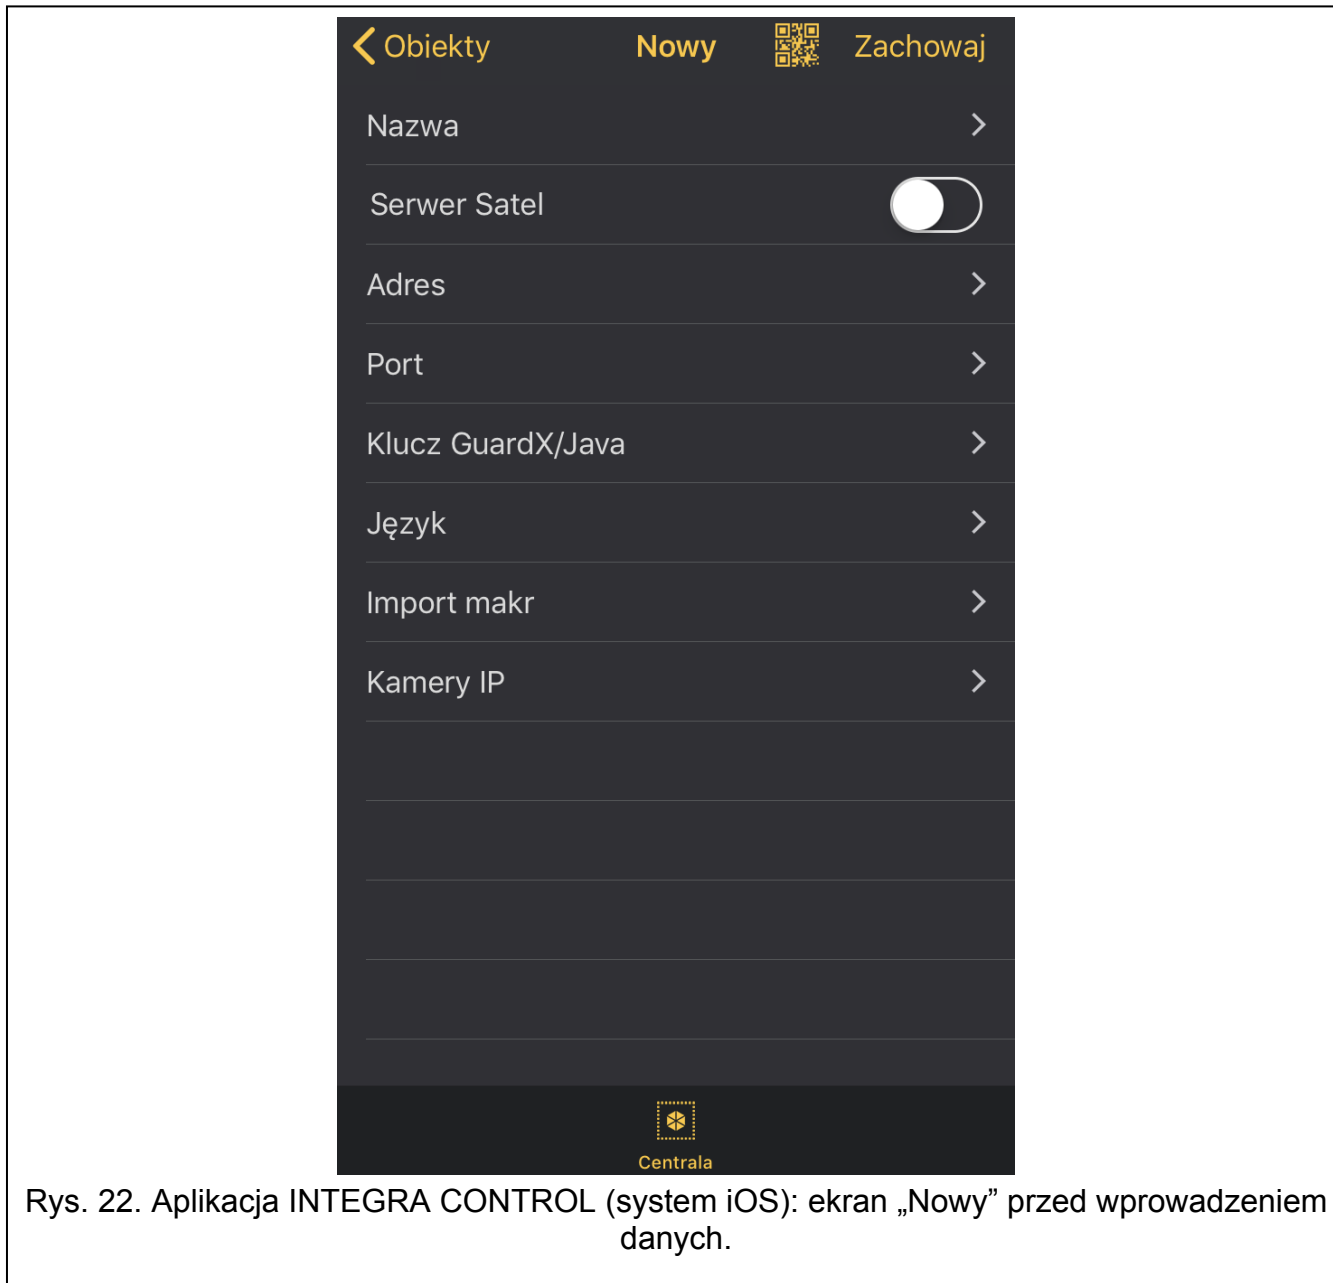 Obiekty Nowy Zachowaj
Nazwa
Serwer Satel
Adres
Port
Klucz GuardX/Java
Język
Import makr
Kamery IP
Centrala
Rys. 22. Aplikacja INTEGRA CONTROL (system iOS): ekran „Nowy” przed wprowadzeniem
danych.